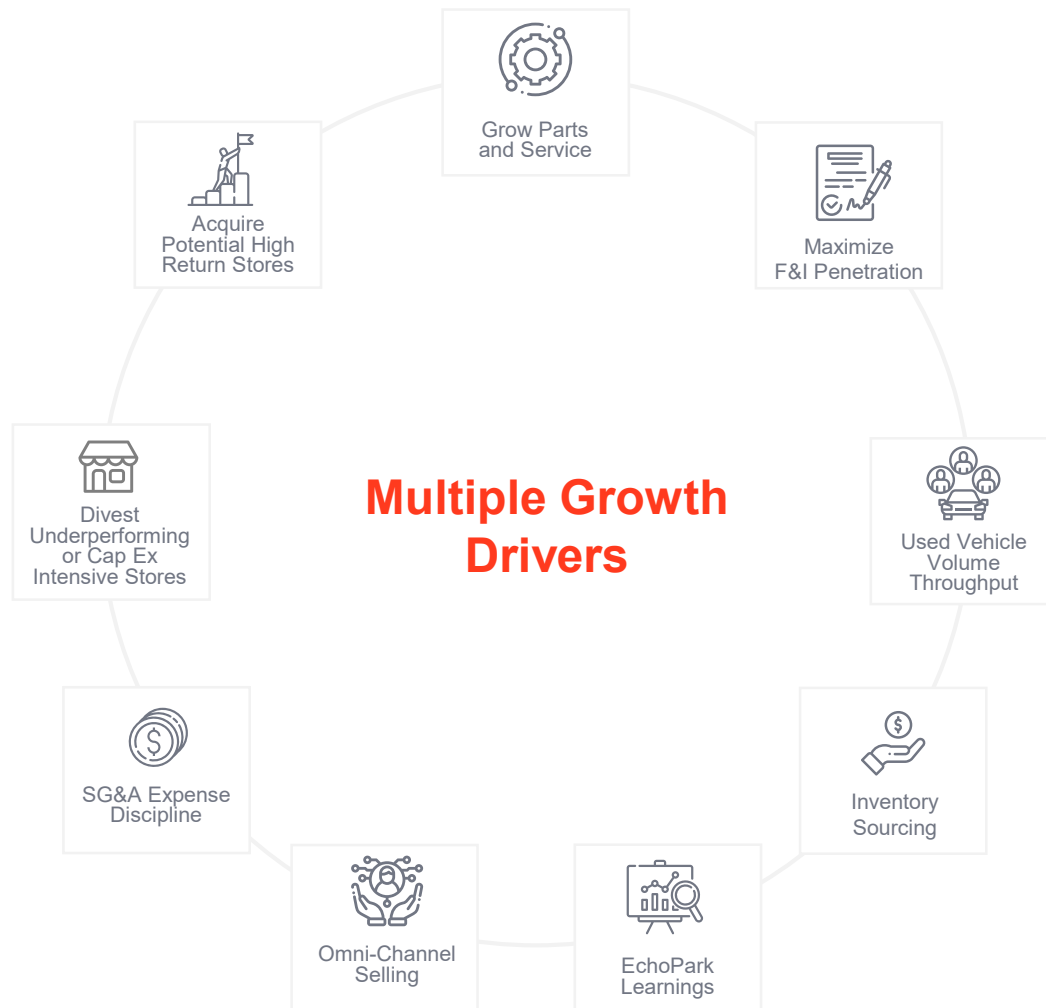 Grow Parts
and Service
Maximize
F&I Penetration
Used Vehicle
Volume
Throughput
Inventory
Sourcing
EchoPark
Learnings
Omni-Channel
Selling
SG&A Expense
Discipline
Divest
Underperforming
or Cap Ex
Intensive Stores
Acquire
Potential High
Return Stores
Multiple Growth
Drivers